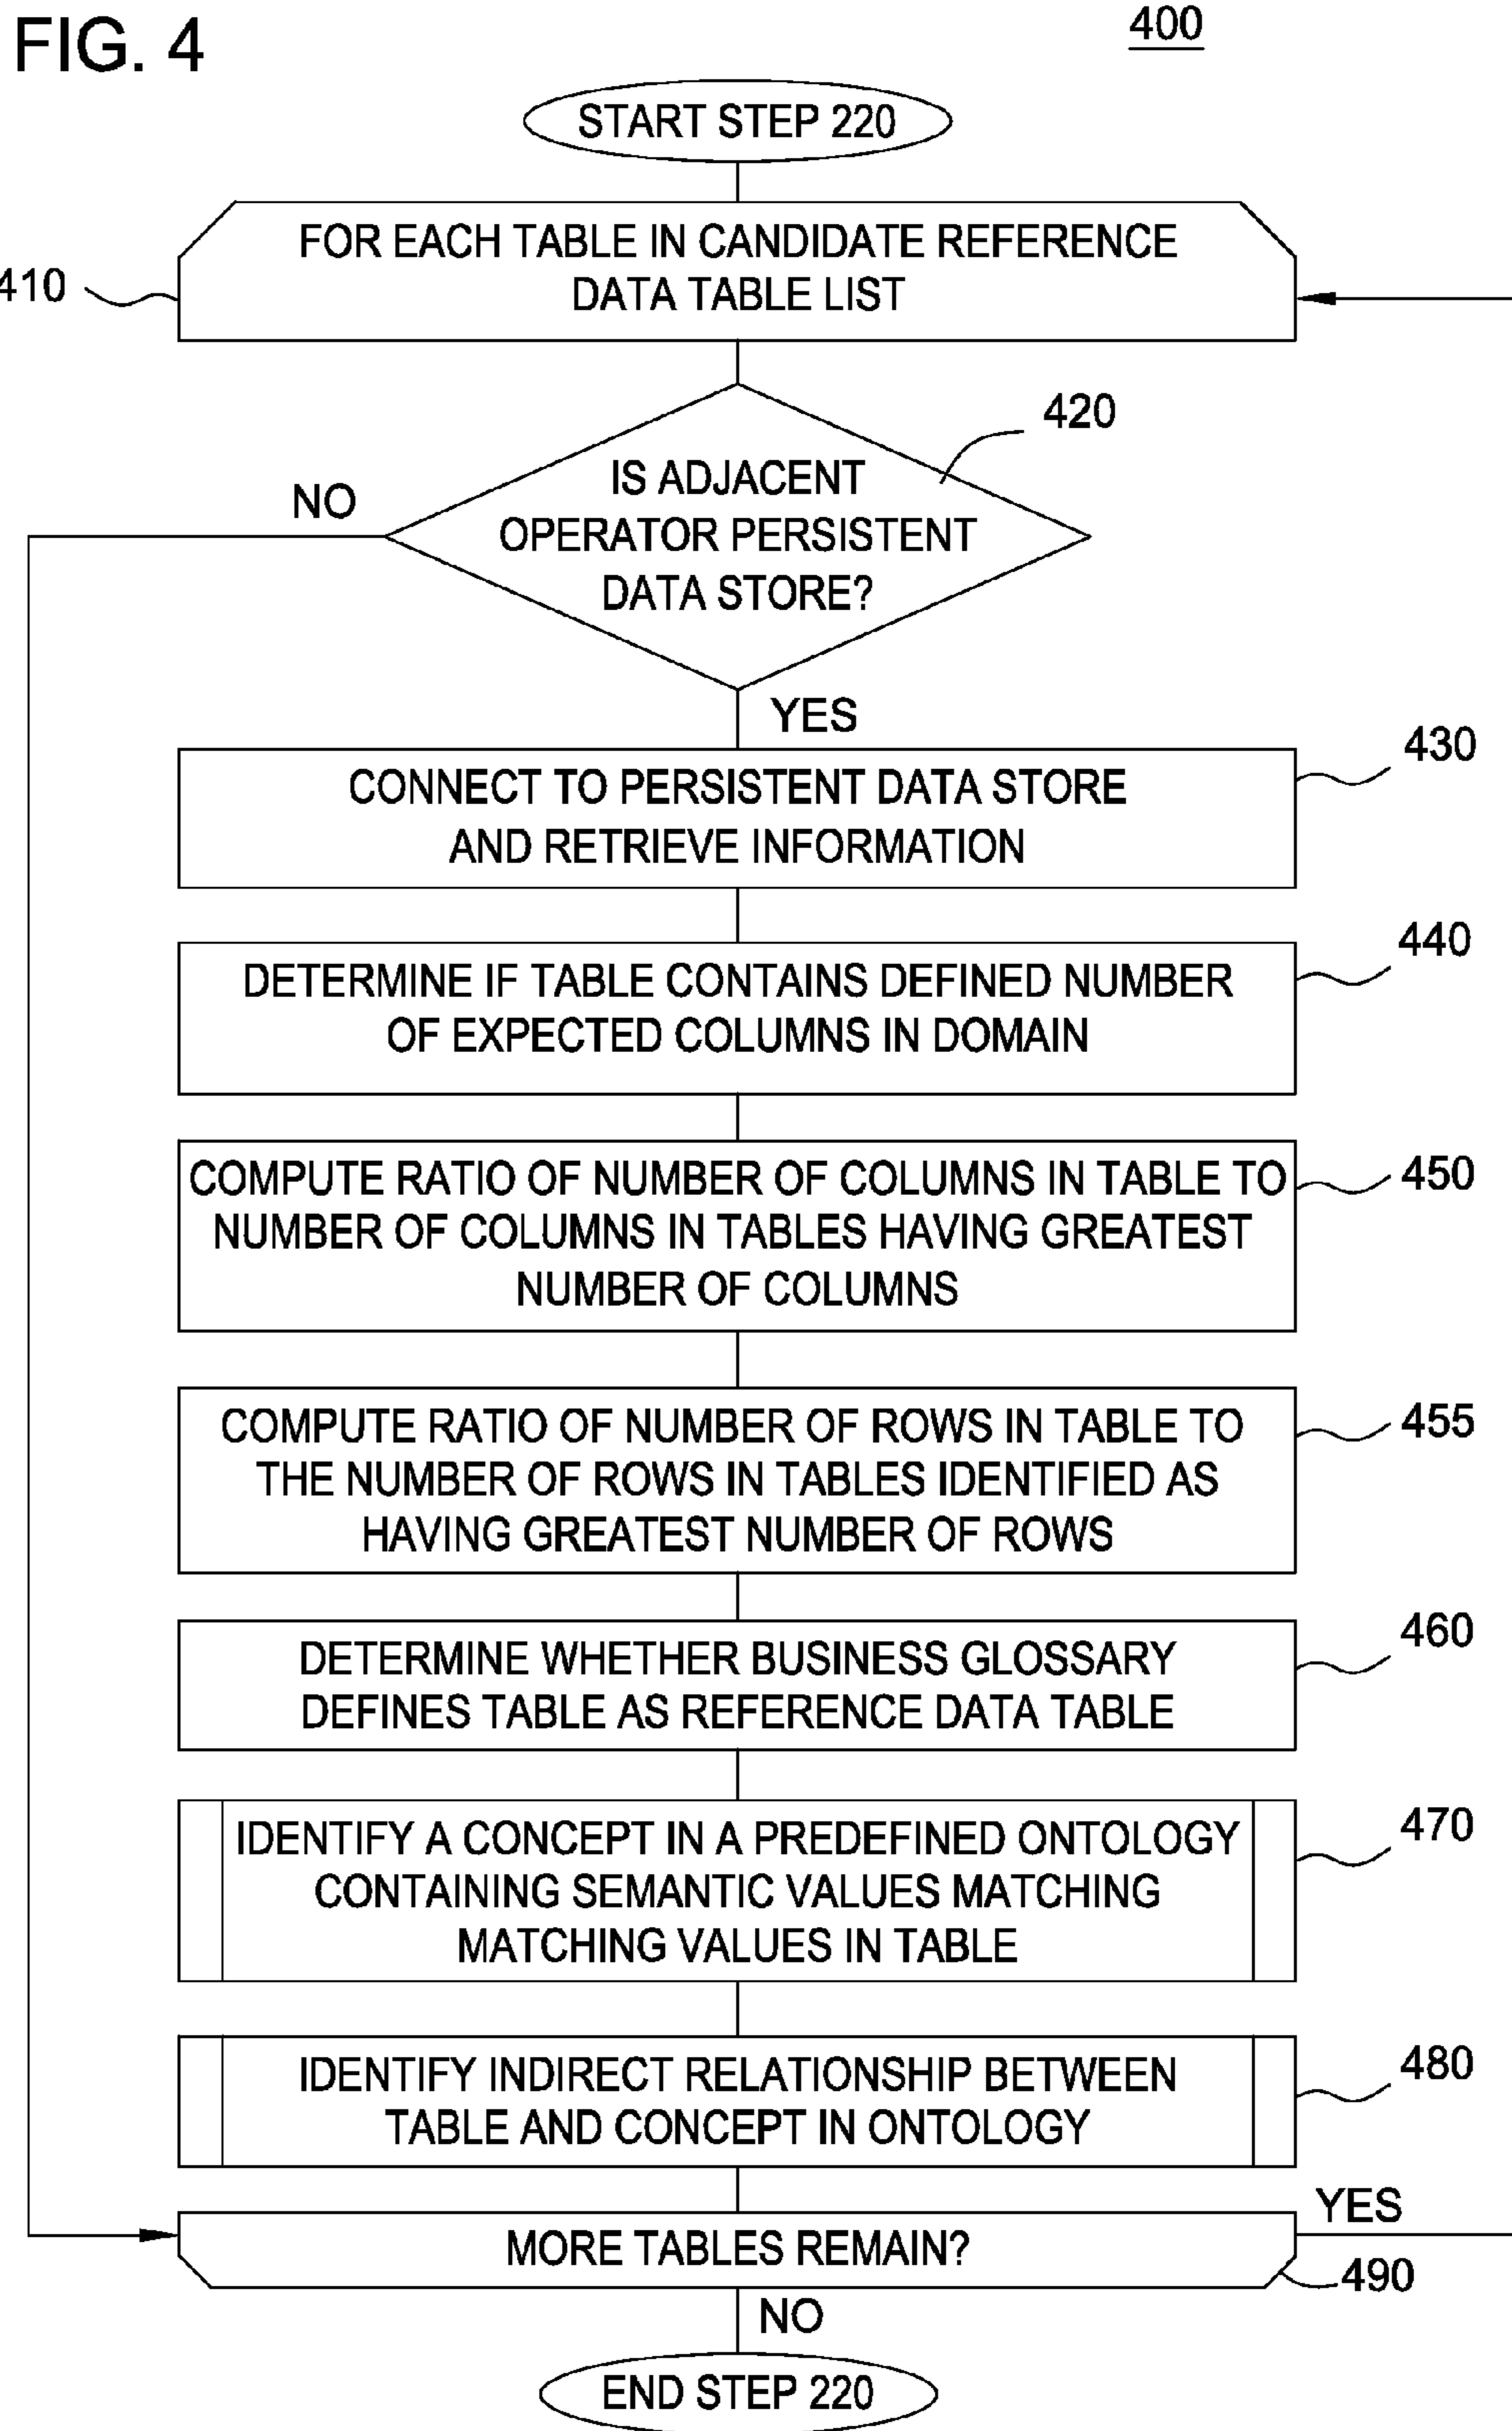 FIG. 4
400
START STEP 220
FOR EACH TABLE IN CANDIDATE REFERENCE
DATA TABLE LIST
410
420
IS ADJACENT
OPERATOR PERSISTENT
DATA STORE?
NO
YES
430
CONNECT TO PERSISTENT DATA STORE
AND RETRIEVE INFORMATION
440
DETERMINE IF TABLE CONTAINS DEFINED NUMBER
OF EXPECTED COLUMNS IN DOMAIN
450
COMPUTE RATIO OF NUMBER OF COLUMNS IN TABLE TO
NUMBER OF COLUMNS IN TABLES HAVING GREATEST
NUMBER OF COLUMNS
455
COMPUTE RATIO OF NUMBER OF ROWS IN TABLE TO
THE NUMBER OF ROWS IN TABLES IDENTIFIED AS
HAVING GREATEST NUMBER OF ROWS
460
DETERMINE WHETHER BUSINESS GLOSSARY
DEFINES TABLE AS REFERENCE DATA TABLE
470
IDENTIFY A CONCEPT IN A PREDEFINED ONTOLOGY
CONTAINING SEMANTIC VALUES MATCHING
MATCHING VALUES IN TABLE
480
IDENTIFY INDIRECT RELATIONSHIP BETWEEN
TABLE AND CONCEPT IN ONTOLOGY
YES
MORE TABLES REMAIN?
490
NO
END STEP 220